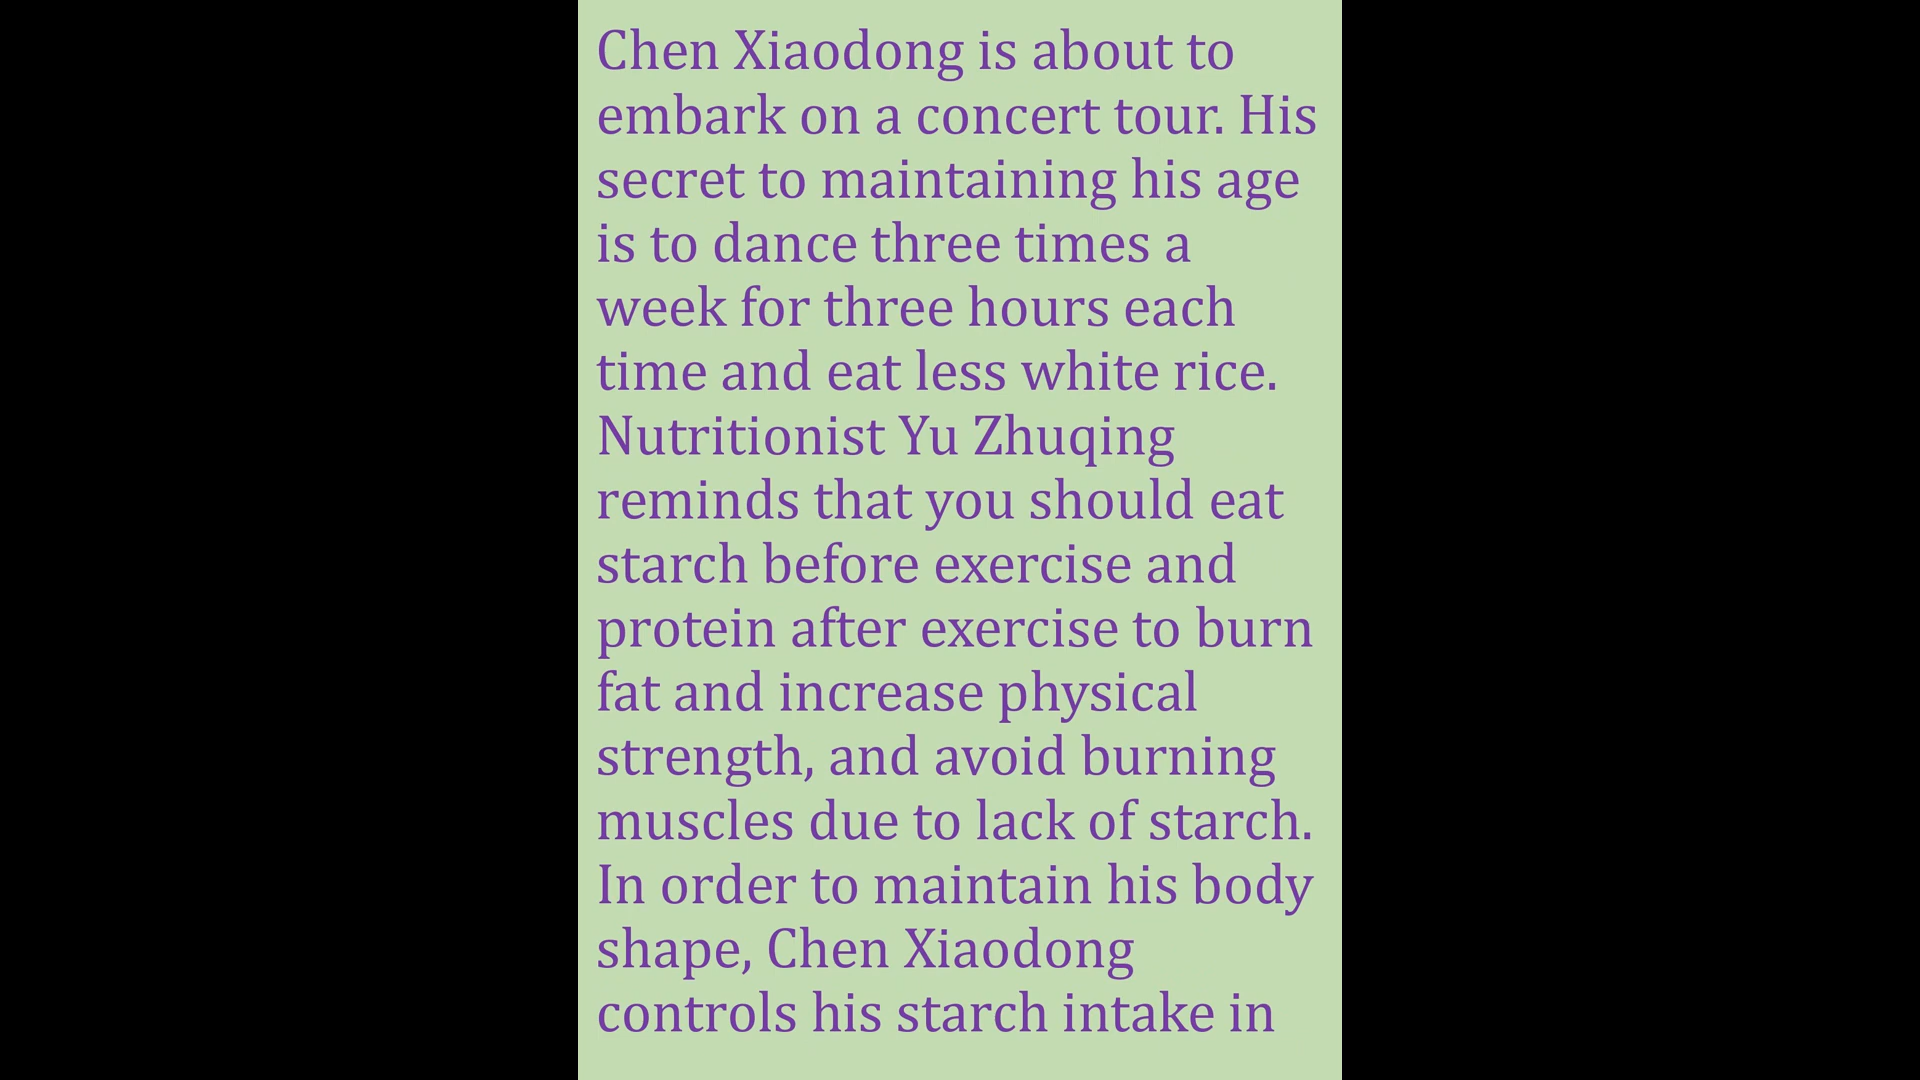 Chen Xiaodong is about to
embark on a concert tour. His
secret to maintaining his age
is to dance three times a
week for three hours each
time and eat less white rice.
Nutritionist Yu Zhuqing
reminds that you should eat
starch before exercise and
protein after exercise to burn
fat and increase physical
strength, and avoid burning
muscles due to lack of starch.
In order to maintain his body
shape, Chen Xiaodong
controls his starch intake in